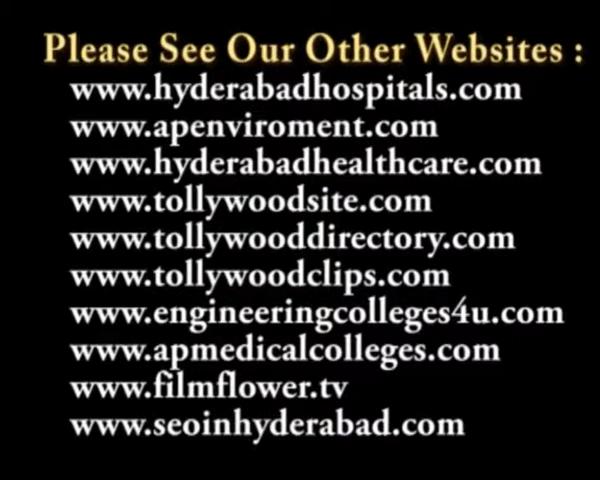 Please See Our Other Websites :
www.hyderabadhospitals.com
www.apenviroment.com
www.hyderabadhealthcare.com
www.tollywoodsite.com
www.tollywooddirectory.com
www.tollywoodclips.com
www.engineeringcolleges4u.com
www.apmedicalcolleges.com
www.filmflower.tv
www.seoinhyderabad.com